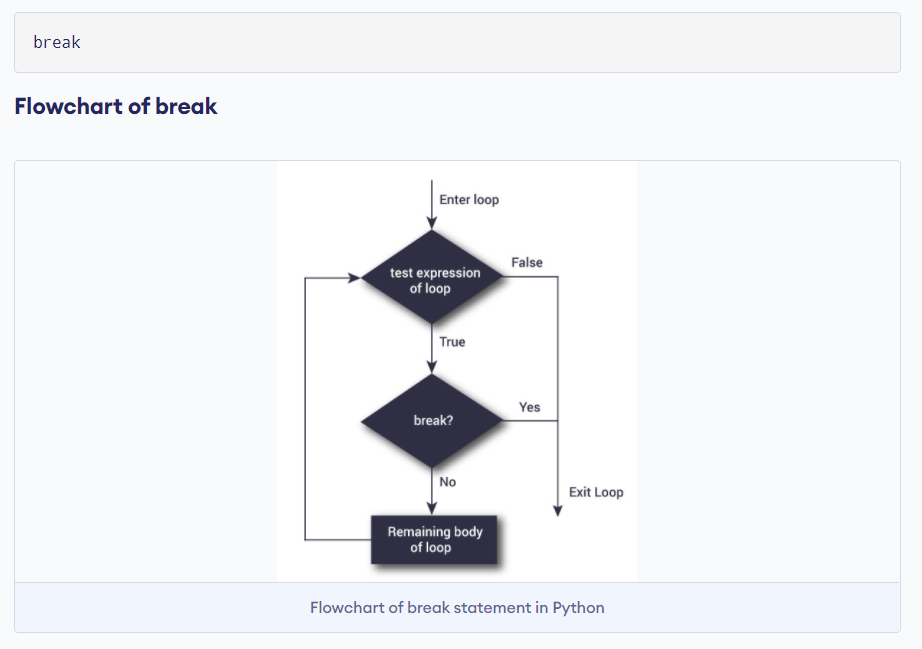 break
Flowchart of break
Enter loop
test expression
of loop
False
True
break?
Yes
No
Exit Loop
Remaining body
of loop
Flowchart of break statement in Python